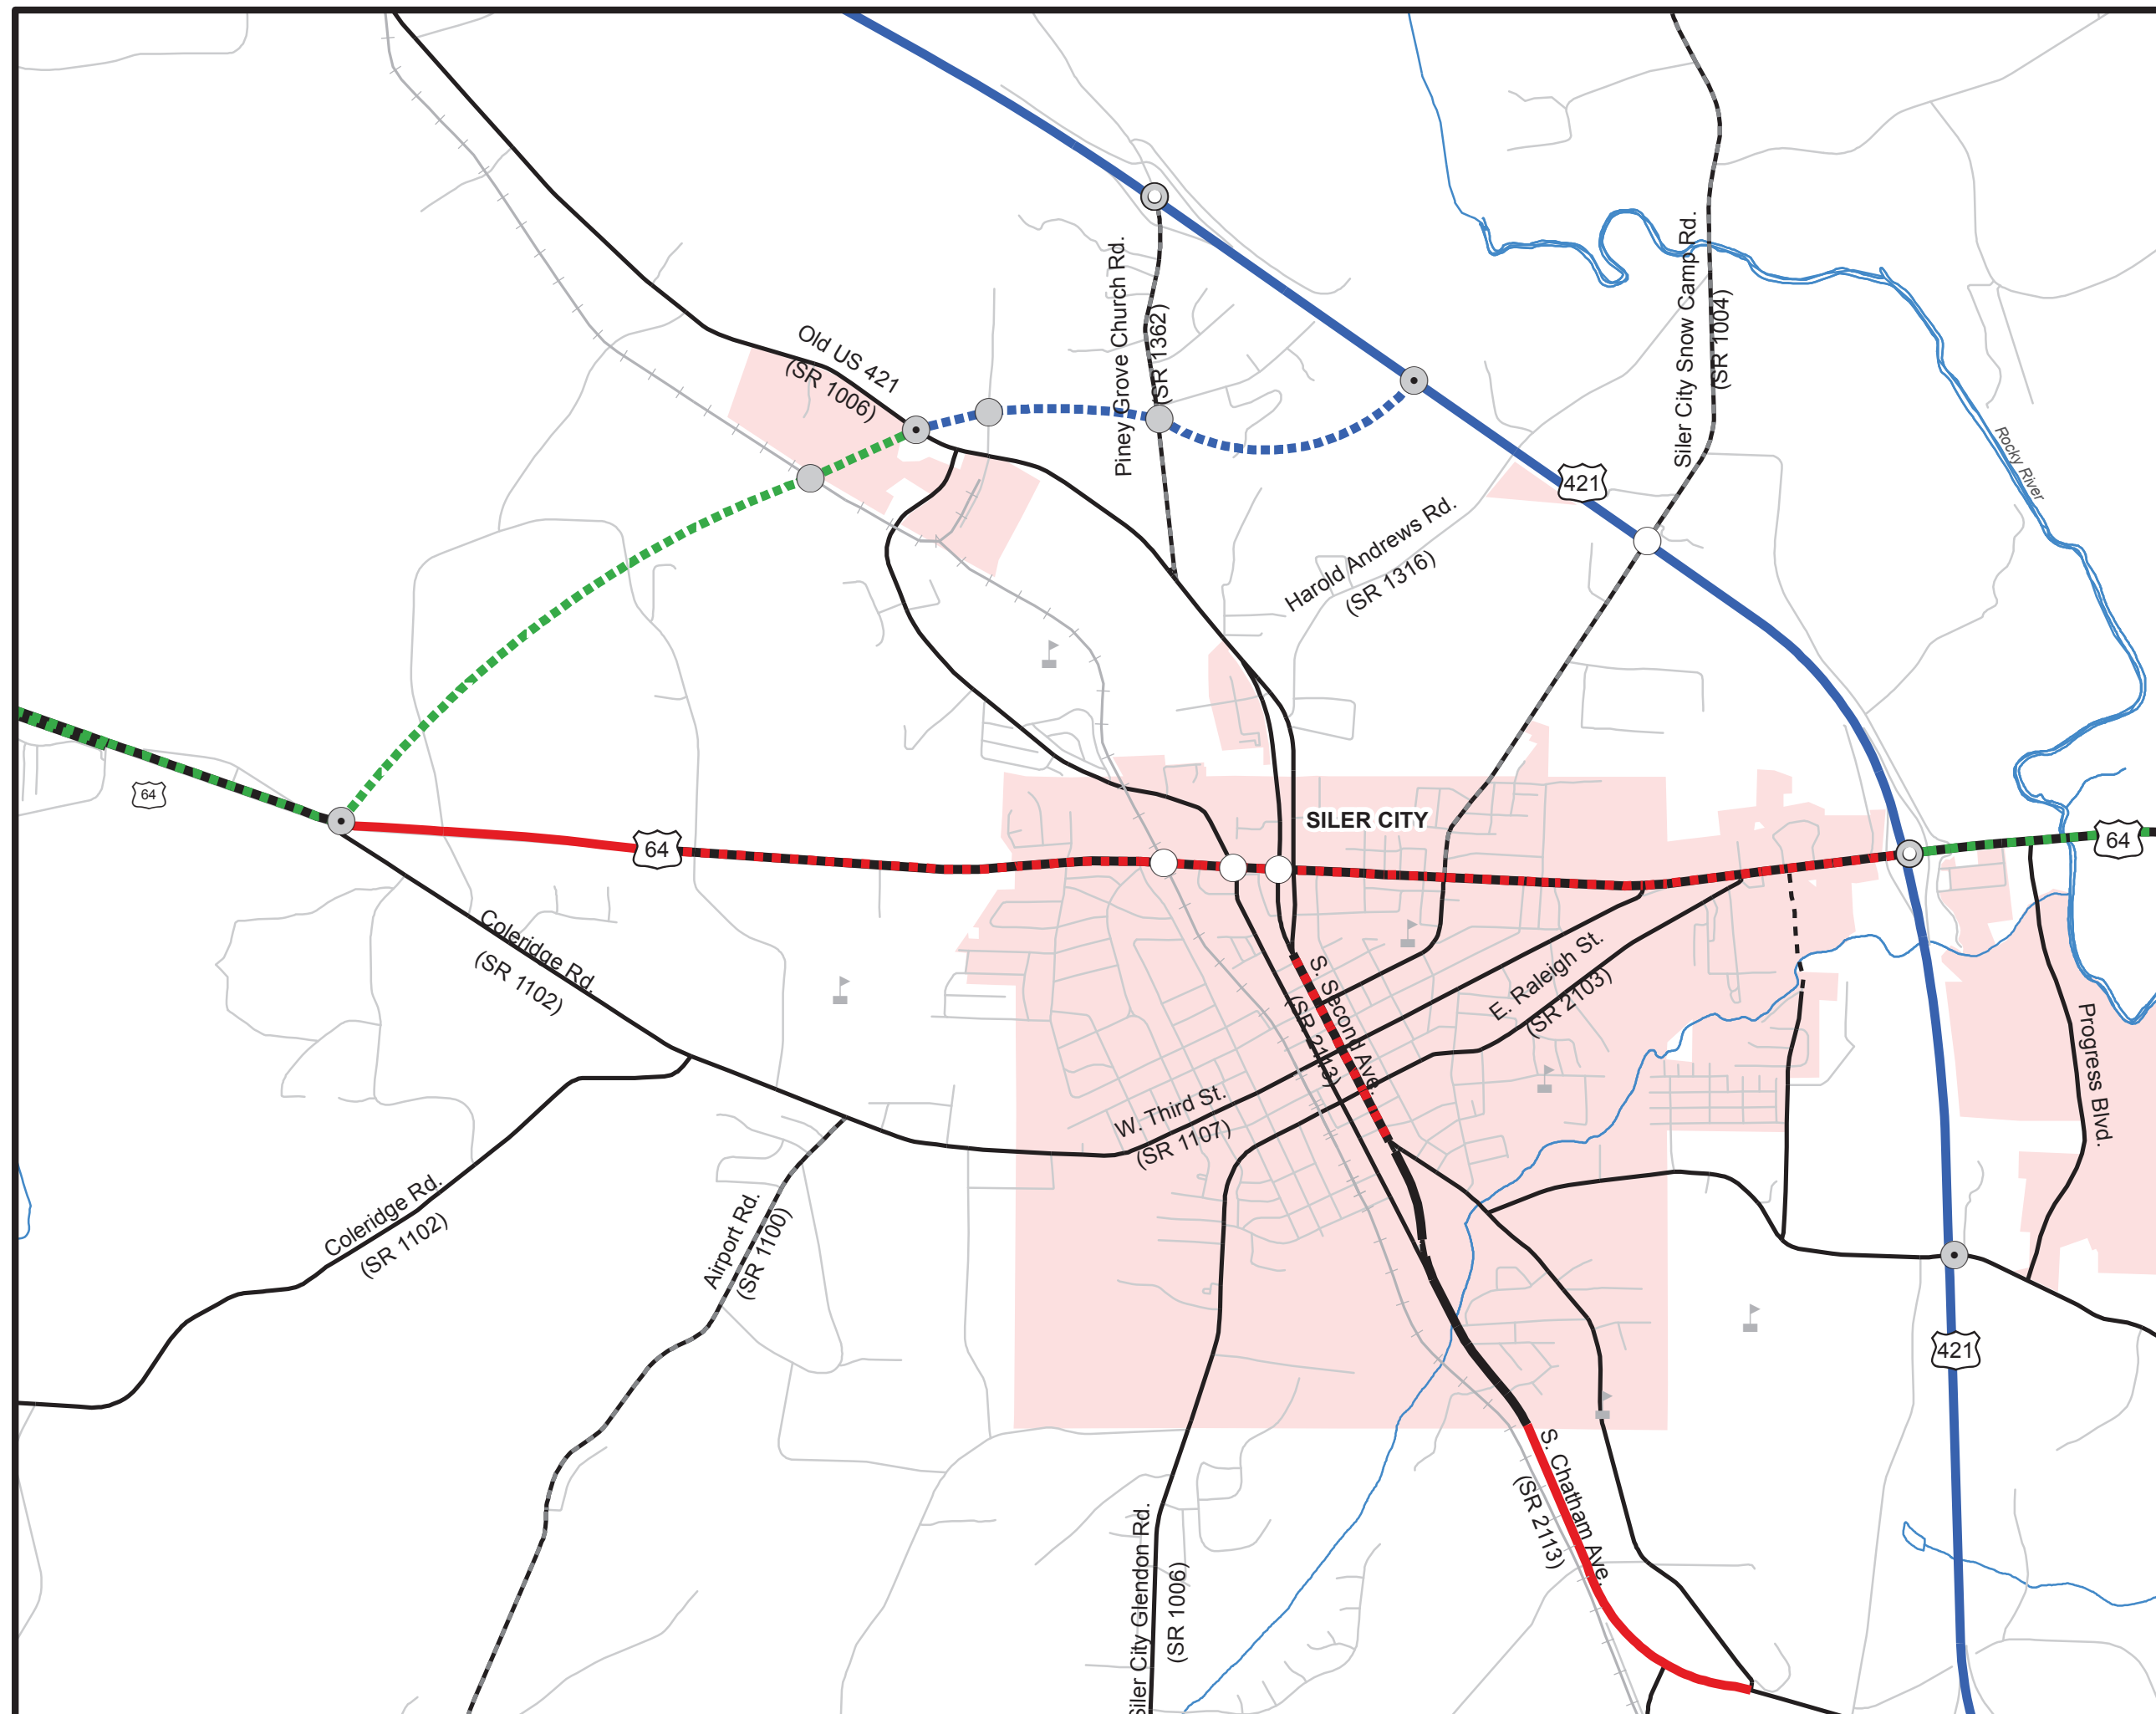 Old US 421
(SR 1006)
Piney Grove Church Rd.
(SR 1362)
Siler City Snow Camp Rd.
(SR 1004)
Rocky River
421
Harold Andrews Rd.
(SR 1316)
64
64
SILER CITY
64
Coleridge Rd.
(SR 1102)
S. Second Ave.
(SR 2113)
E. Raleigh St.
(SR 2103)
Progress Blvd.
W. Third St.
(SR 1107)
Coleridge Rd.
(SR 1102)
Airport Rd.
(SR 1100)
421
S. Chatham Ave.
(SR 2113)
Siler City Glendon Rd.
(SR 1006)